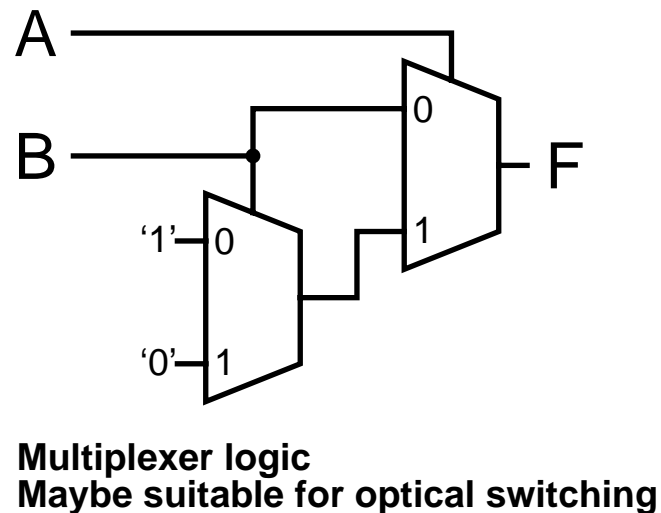 A
0
B
F
1
‘1’
0
‘0’
1
Multiplexer logic
Maybe suitable for optical switching